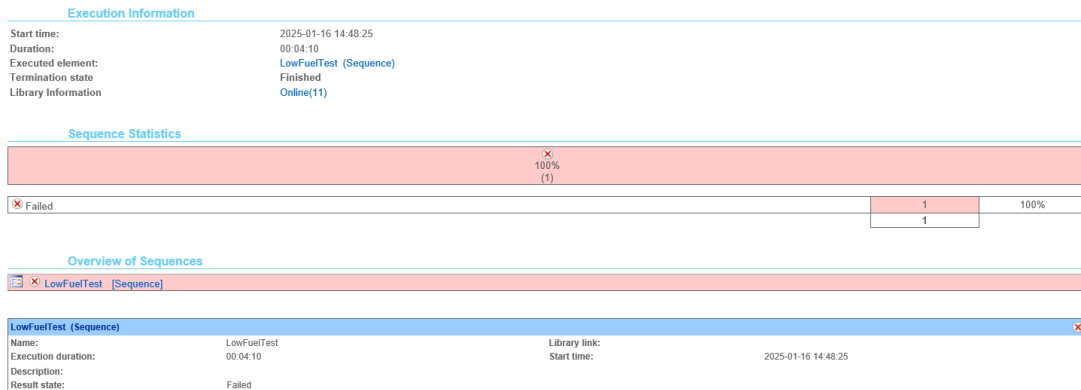 Execution Information
Start time: 2025-01-16 14:48:25
Duration: 00:04:10
Executed element: LowFuelTest (Sequence)
Termination state Finished
Library Information Online(11)
Sequence Statistics
100%
(1)
Failed 1 100%
1
Overview of Sequences
LowFuelTest [Sequence]
LowFuelTest (Sequence)
Name: LowFuelTest Library link:
Execution duration: 00:04:10 Start time: 2025-01-16 14:48:25
Description:
Result state: Failed